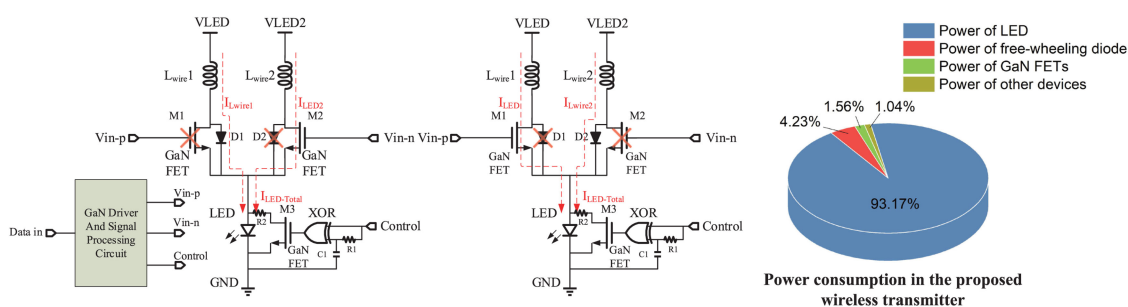 VLED
VLED2
Lwire1
Lwire2
ILwire1
ILED2
M1
M2
Vin-p
D1
D2
Vin-n
GaN
FET
GaN
FET
ILED-Total
LED
R2
M3
XOR
Control
GaN
FET
C1
R1
GND
Data in
GaN Driver
And Signal
Processing
Circuit
Vin-p
Vin-n
Control
VLED
VLED2
Lwire1
Lwire2
ILED
ILwire2
M1
M2
Vin-p
D1
D2
Vin-n
GaN
FET
GaN
FET
ILED-Total
LED
R2
M3
XOR
Control
GaN
FET
C1
R1
GND
Power of LED
Power of free-wheeling diode
Power of GaN FETs
Power of other devices
4.23%
1.56%
1.04%
93.17%
Power consumption in the proposed
wireless transmitter